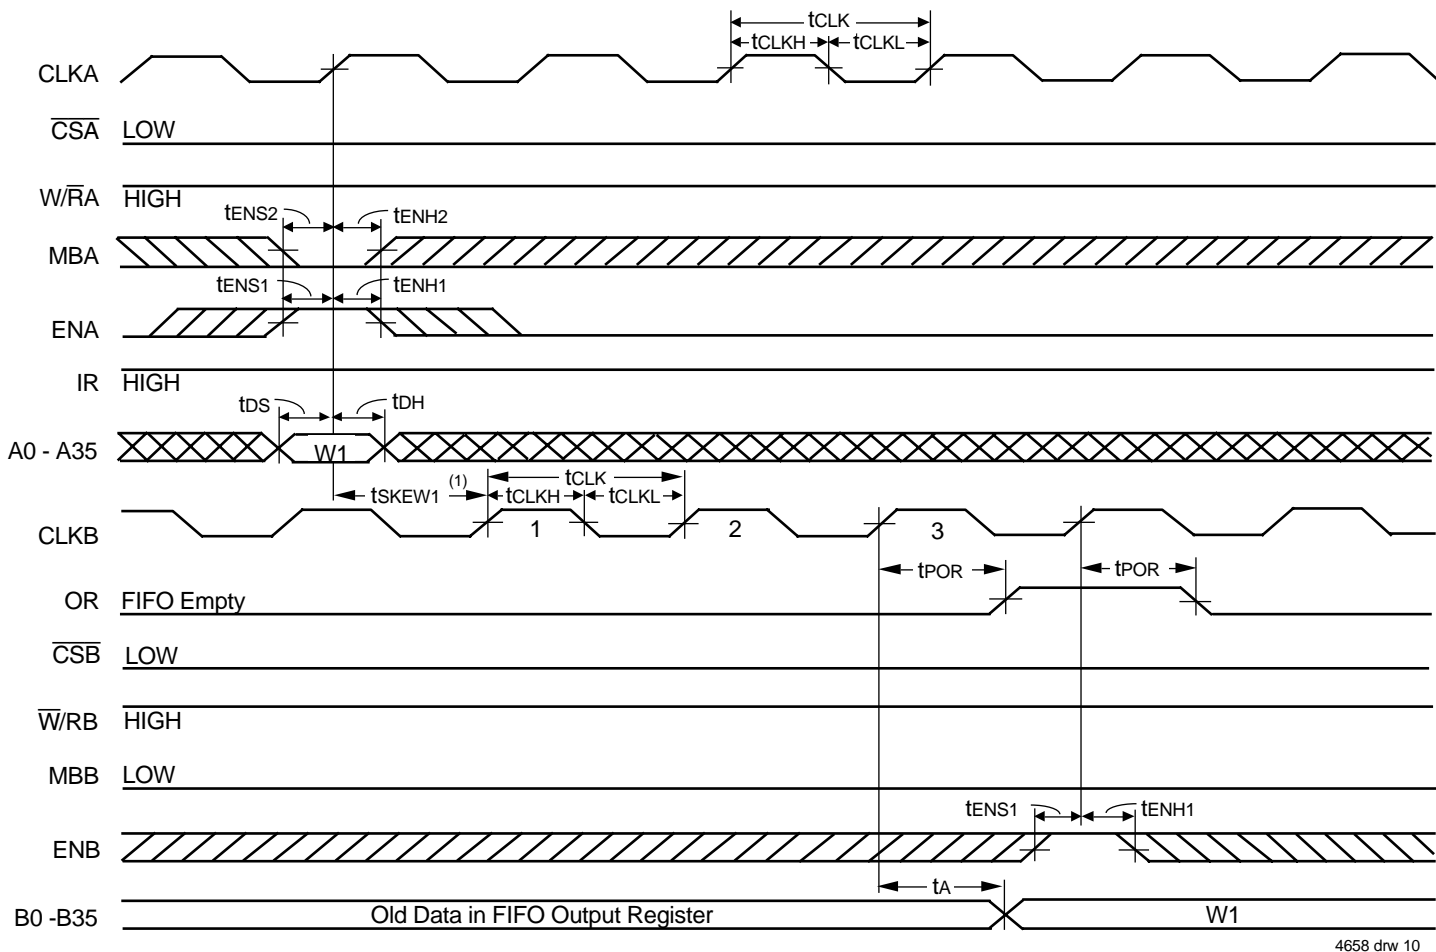 tCLK
tCLKH tCLKL
CLKA
CSA LOW
W/RA HIGH
tENS2 tENH2
MBA
tENS1 tENH1
ENA
IR HIGH
tDS tDH
A0 - A35 W1
tSKEW1 (1) tCLK
tCLKH tCLKL
CLKB 1 2 3
tPOR tPOR
OR FIFO Empty
CSB LOW
W/RB HIGH
MBB LOW
tENS1 tENH1
ENB
tA
B0 -B35 Old Data in FIFO Output Register W1
4658 drw 10